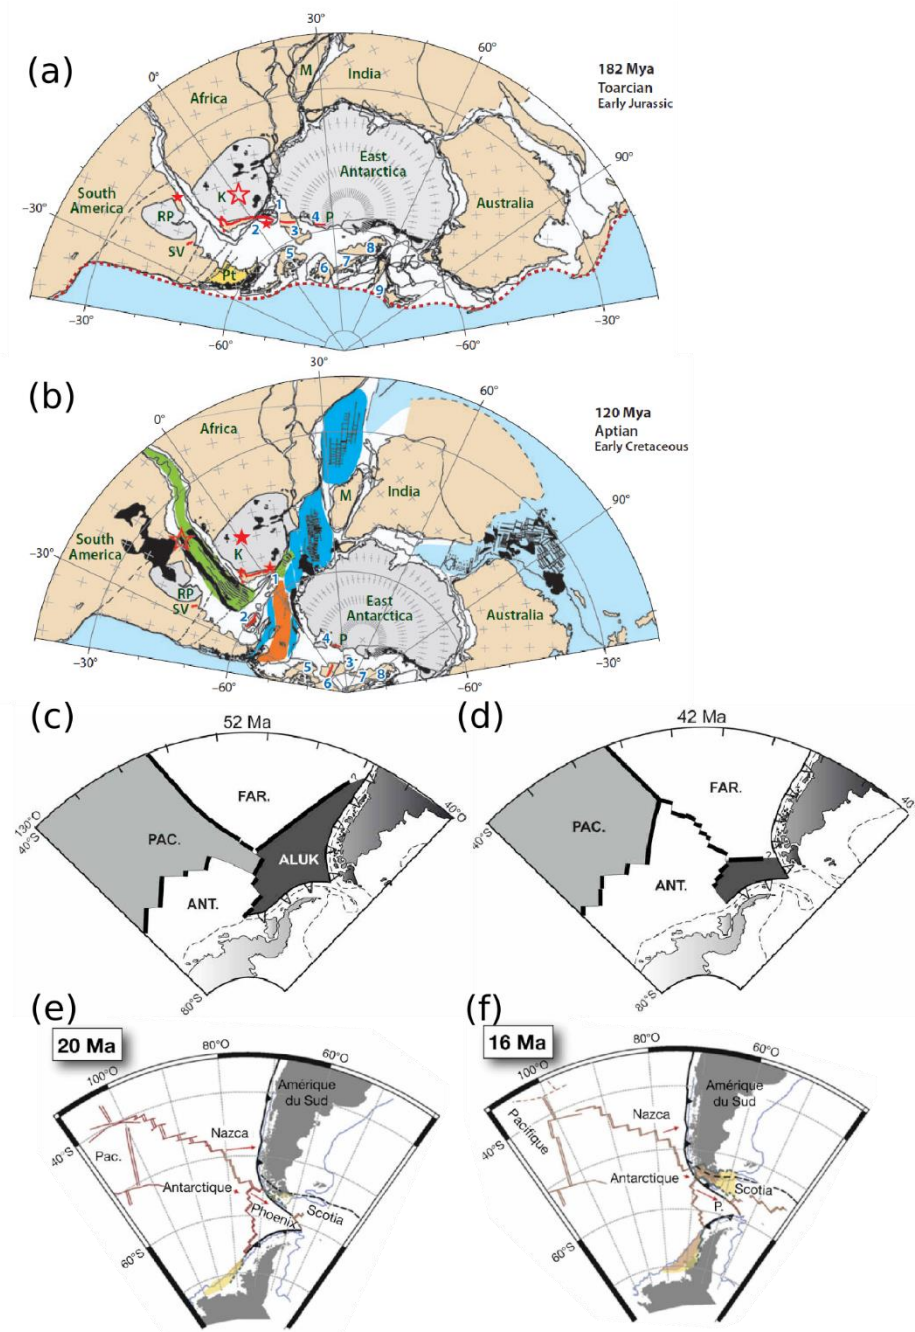 (a)
30°
60°
0°
M
India
182 Mya
Toarcian
Early Jurassic
Africa
East
Antarctica
90°
South
America
K
1
4
P
Australia
−30°
RP
2
3
SV
8
5
7
6
Pt
9
−30°
−60°
−60°
−30°
(b)
30°
60°
0°
Africa
120 Mya
Aptian
Early Cretaceous
M
India
90°
South
America
−30°
K
1
RP
SV
East
Antarctica
Australia
2
4
P
5
3
6
7
8
−30°
−60°
−60°
−30°
(c)
52 Ma
FAR.
?
130°O
40°S
40°O
PAC.
ALUK
ANT.
80°S
(d)
42 Ma
FAR.
40°S
40°O
PAC.
?
ANT.
80°S
(e)
20 Ma
80°O
60°O
100°O
Amérique
du Sud
Nazca
40°S
Pac.
Antarctique
Phoenix
Scotia
60°S
(f)
16 Ma
80°O
60°O
100°O
Amérique
du Sud
Pacifique
Nazca
40°S
Antarctique
Scotia
P.
60°S